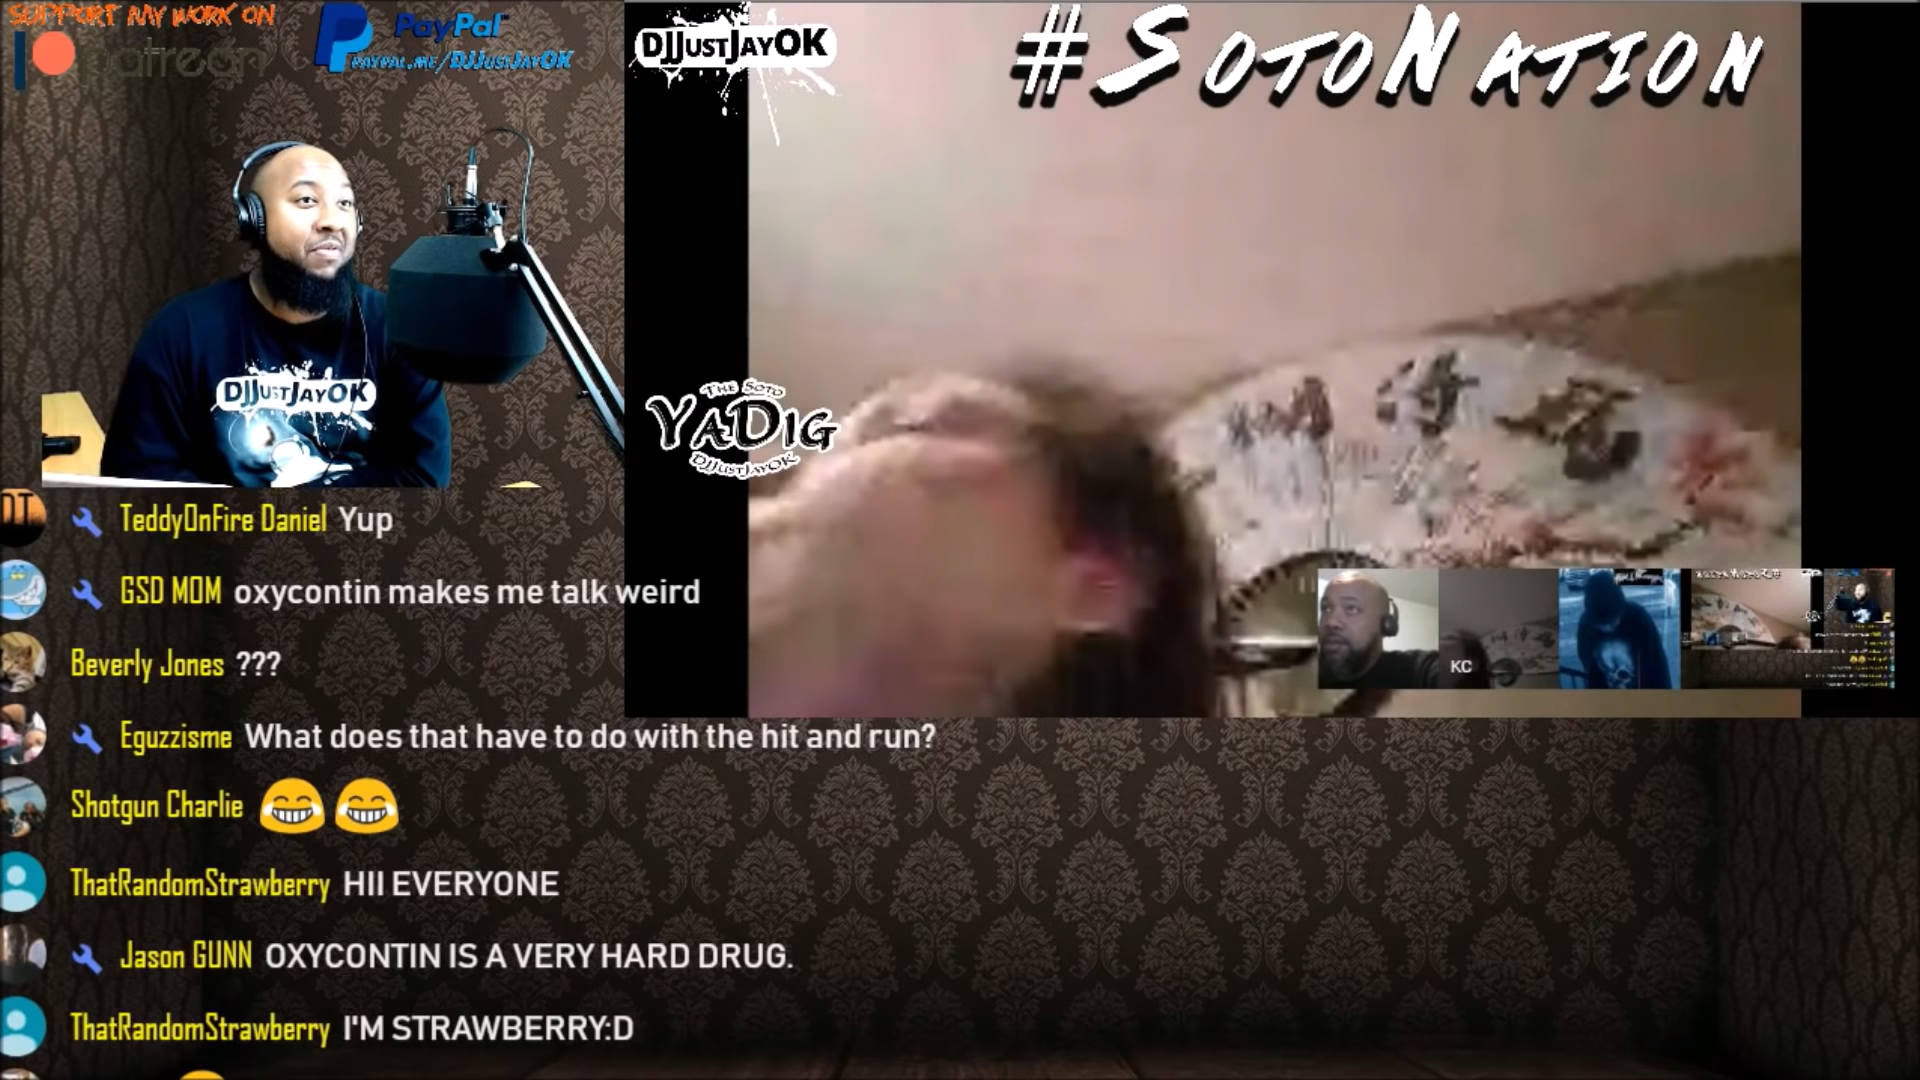 SUPPORT MY WORK ON
patreon
PayPal
PAYPAL.ME/DJJUSTJAYOK
DJJUSTJAYOK
#SOTONATION
DJJUSTJAYOK
THE SOTO
YADIG
DJJUSTJAYOK
TeddyOnFire Daniel Yup
GSD MOM oxycontin makes me talk weird
Beverly Jones ???
KC
Eguzzisme What does that have to do with the hit and run?
Shotgun Charlie 😂 😂
ThatRandomStrawberry HII EVERYONE
Jason GUNN OXYCONTIN IS A VERY HARD DRUG.
ThatRandomStrawberry I'M STRAWBERRY:D